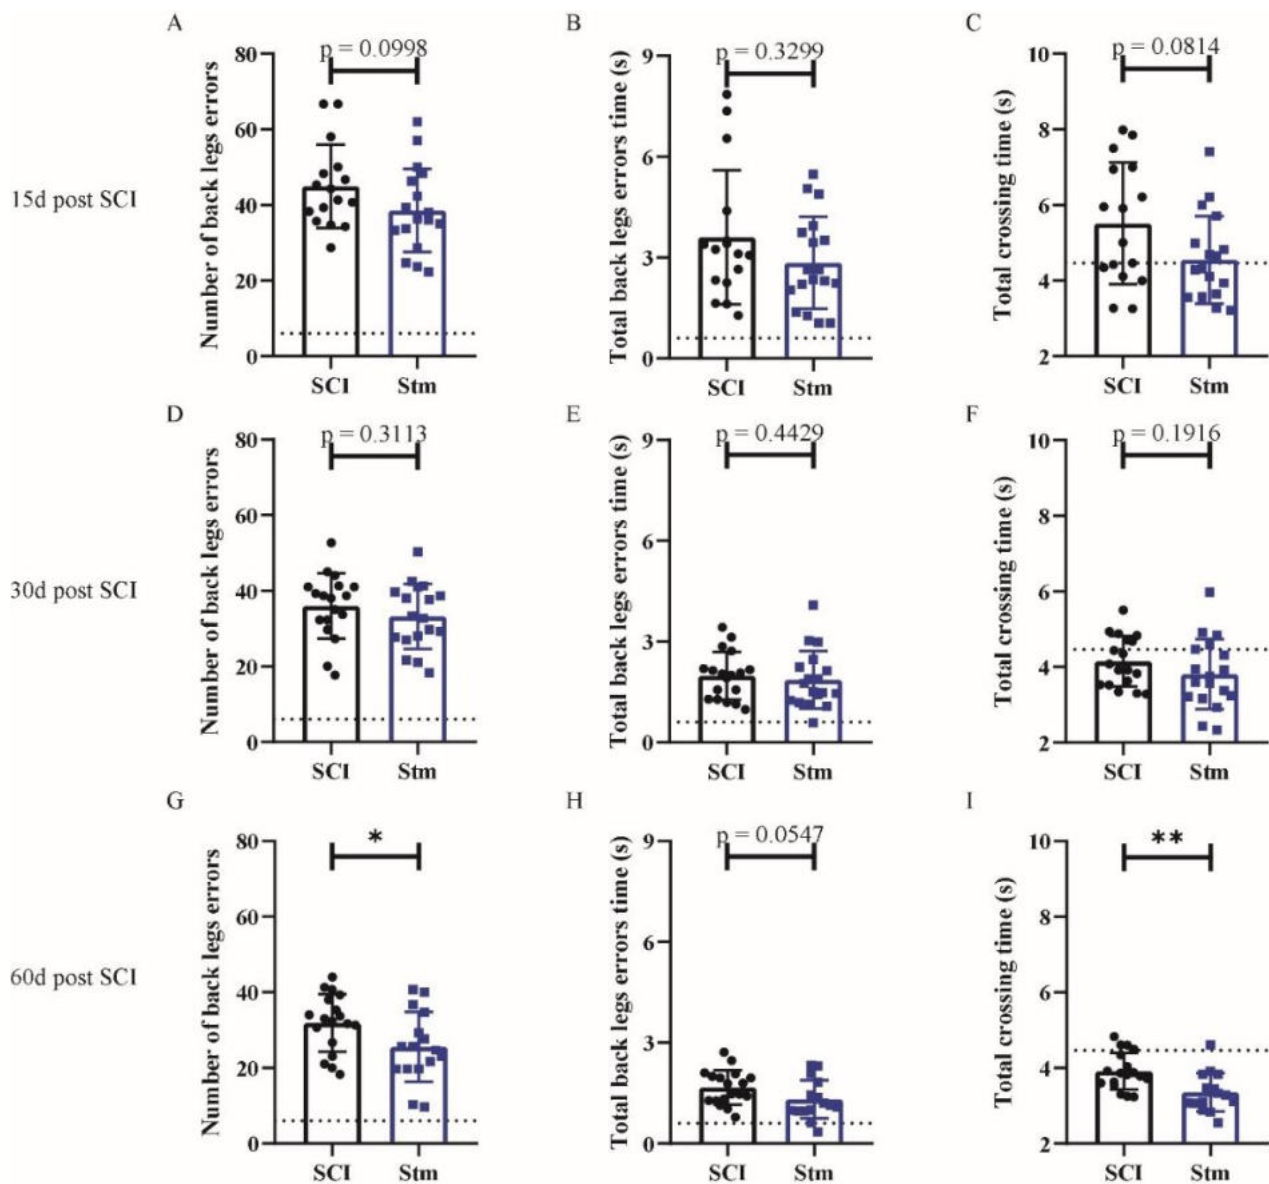 A
B
C
15d post SCI
Number of back legs errors
80
60
40
20
0
p = 0.0998
SCI Stm
Total back legs errors time (s)
9
6
3
0
p = 0.3299
SCI Stm
Total crossing time (s)
10
8
6
4
2
p = 0.0814
SCI Stm
D
E
F
30d post SCI
Number of back legs errors
80
60
40
20
0
p = 0.3113
SCI Stm
Total back legs errors time (s)
9
6
3
0
p = 0.4429
SCI Stm
Total crossing time (s)
10
8
6
4
2
p = 0.1916
SCI Stm
G
H
I
60d post SCI
Number of back legs errors
80
60
40
20
0
*
SCI Stm
Total back legs errors time (s)
9
6
3
0
p = 0.0547
SCI Stm
Total crossing time (s)
10
8
6
4
2
**
SCI Stm